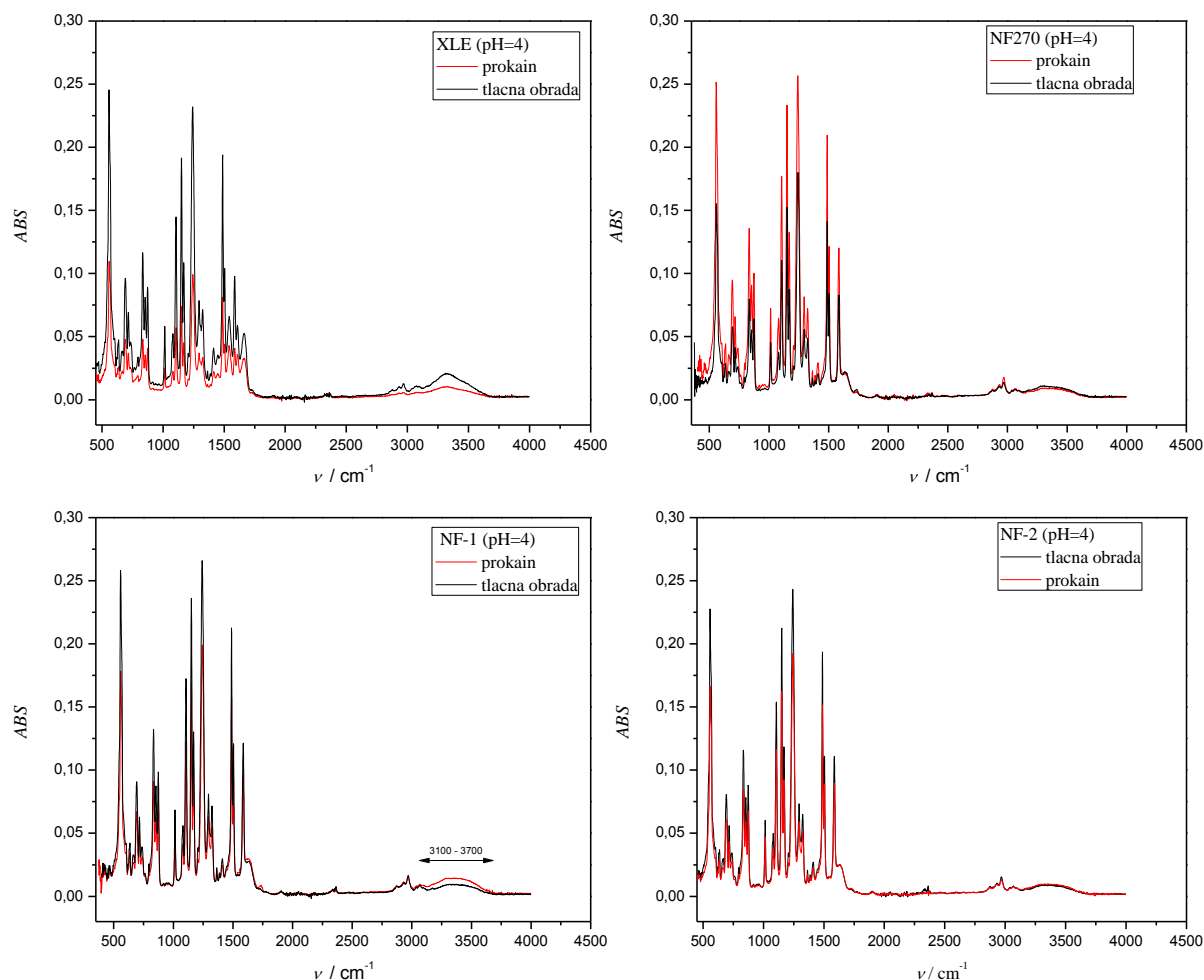 0,30
0,25
0,20
0,15
0,10
0,05
0,00
ABS
XLE (pH=4)
prokain
tlacna obrada
500 1000 1500 2000 2500 3000 3500 4000 4500
ν / cm⁻¹
0,30
0,25
0,20
0,15
0,10
0,05
0,00
ABS
NF270 (pH=4)
prokain
tlacna obrada
500 1000 1500 2000 2500 3000 3500 4000 4500
ν / cm⁻¹
0,30
0,25
0,20
0,15
0,10
0,05
0,00
ABS
NF-1 (pH=4)
prokain
tlacna obrada
3100 - 3700
500 1000 1500 2000 2500 3000 3500 4000 4500
ν / cm⁻¹
0,30
0,25
0,20
0,15
0,10
0,05
0,00
ABS
NF-2 (pH=4)
tlacna obrada
prokain
500 1000 1500 2000 2500 3000 3500 4000 4500
ν / cm⁻¹